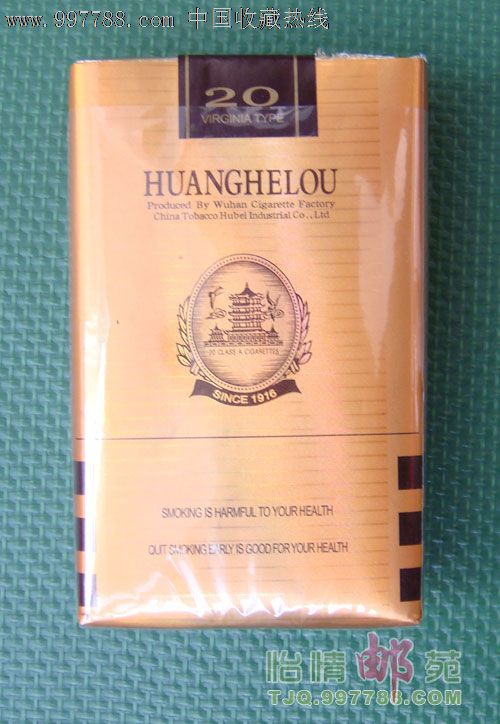 www.997788.com 中国收藏热线
20
VIRGINIA TYPE
HUANGHELOU
Produced By Wuhan Cigarette Factory
China Tobacco Hubei Industrial Co.,Ltd
20 CLASS A CIGARETTES
SINCE 1916
SMOKING IS HARMFUL TO YOUR HEALTH
QUIT SMOKING EARLY IS GOOD FOR YOUR HEALTH
怡情邮苑
TJQ.997788.COM